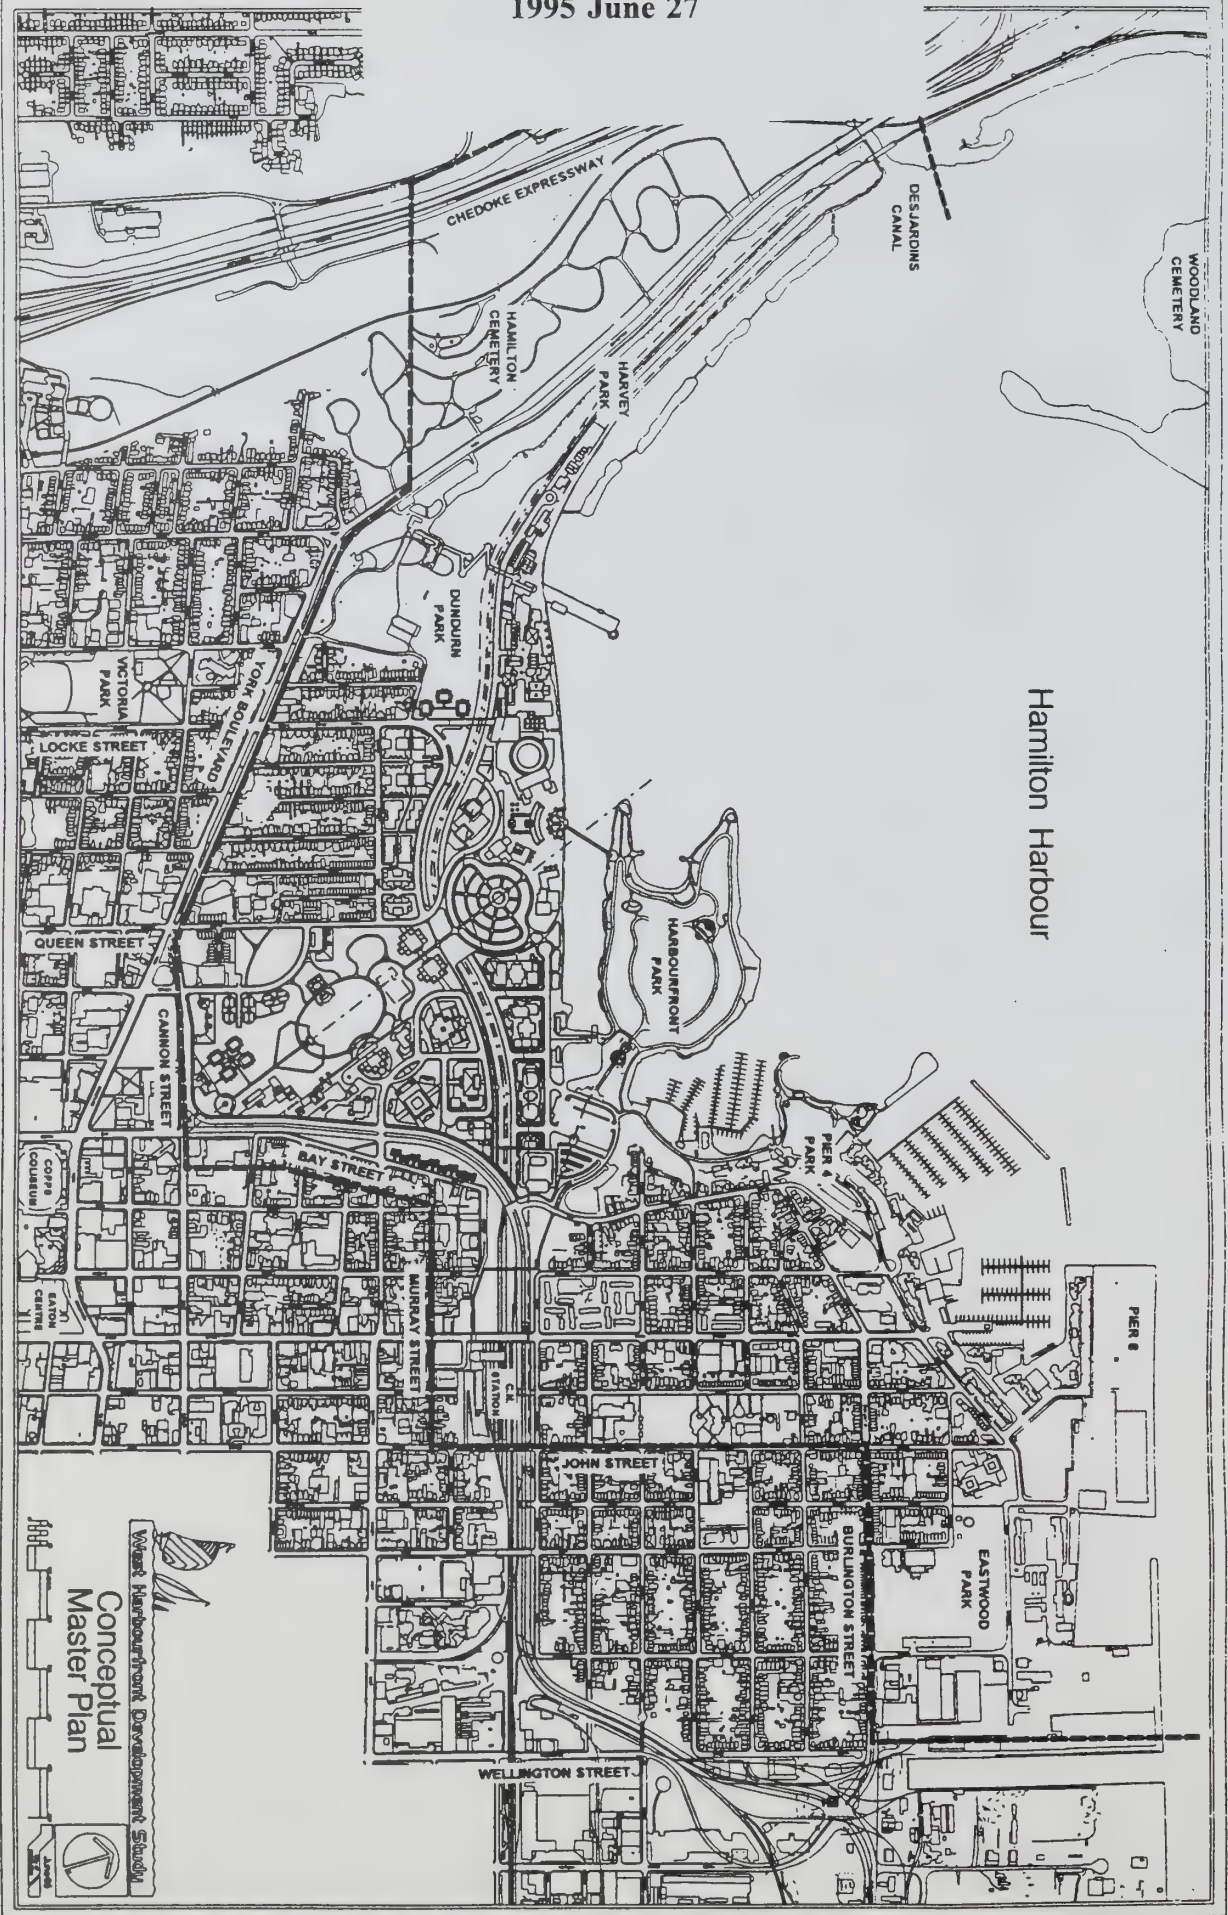 1995 June 27
CHEDOKE EXPRESSWAY
DESJARDINS
CANAL
WOODLAND
CEMETERY
HAMILTON
CEMETERY
HARVEY
PARK
DUNDURN
PARK
VICTORIA
PARK
YORK BOULEVARD
LOCKE STREET
Hamilton Harbour
HARBOURFRONT
PARK
QUEEN STREET
CANNON STREET
BAY STREET
COPPS
COLISEUM
PIER 4
PARK
PIER 8
EATON
CENTRE
MURRAY STREET
C.N.
STATION
JOHN STREET
BURLINGTON STREET
EASTWOOD
PARK
WELLINGTON STREET
West Harbourfront Development Study
Conceptual
Master Plan